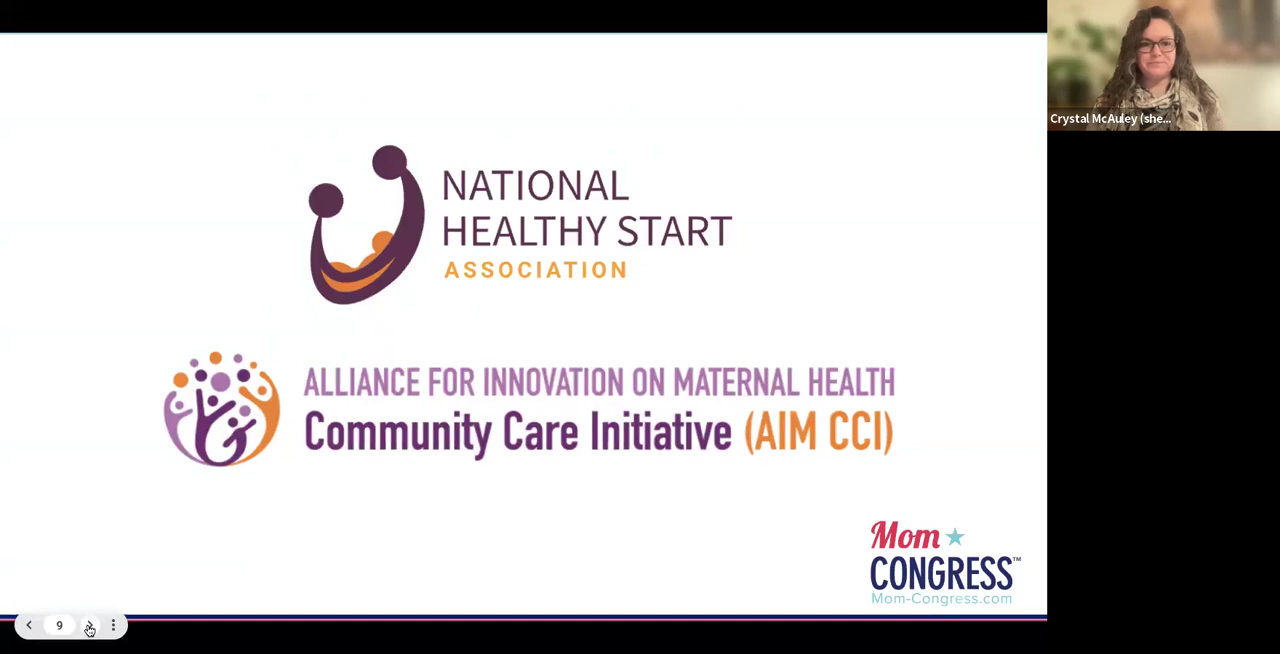 Crystal McAuley (she...
NATIONAL
HEALTHY START
ASSOCIATION
ALLIANCE FOR INNOVATION ON MATERNAL HEALTH
Community Care Initiative (AIM CCI)
Mom
CONGRESS™
Mom-Congress.com
9